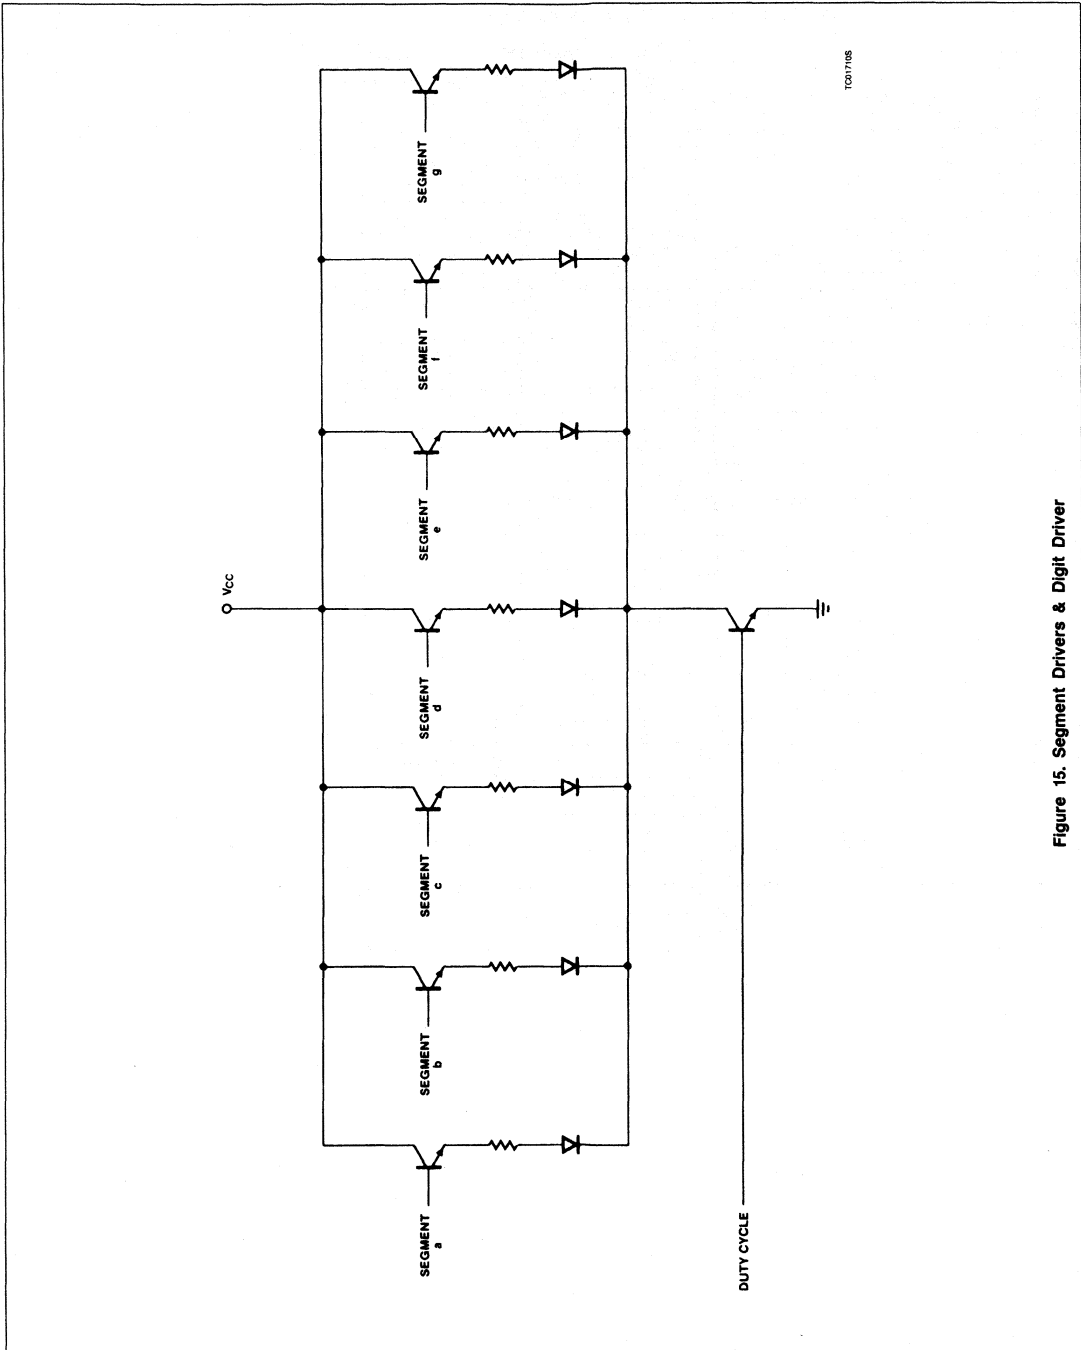 VCC
SEGMENT
a
SEGMENT
b
SEGMENT
c
SEGMENT
d
SEGMENT
e
SEGMENT
f
SEGMENT
g
DUTY CYCLE
TC01710S
Figure 15. Segment Drivers & Digit Driver